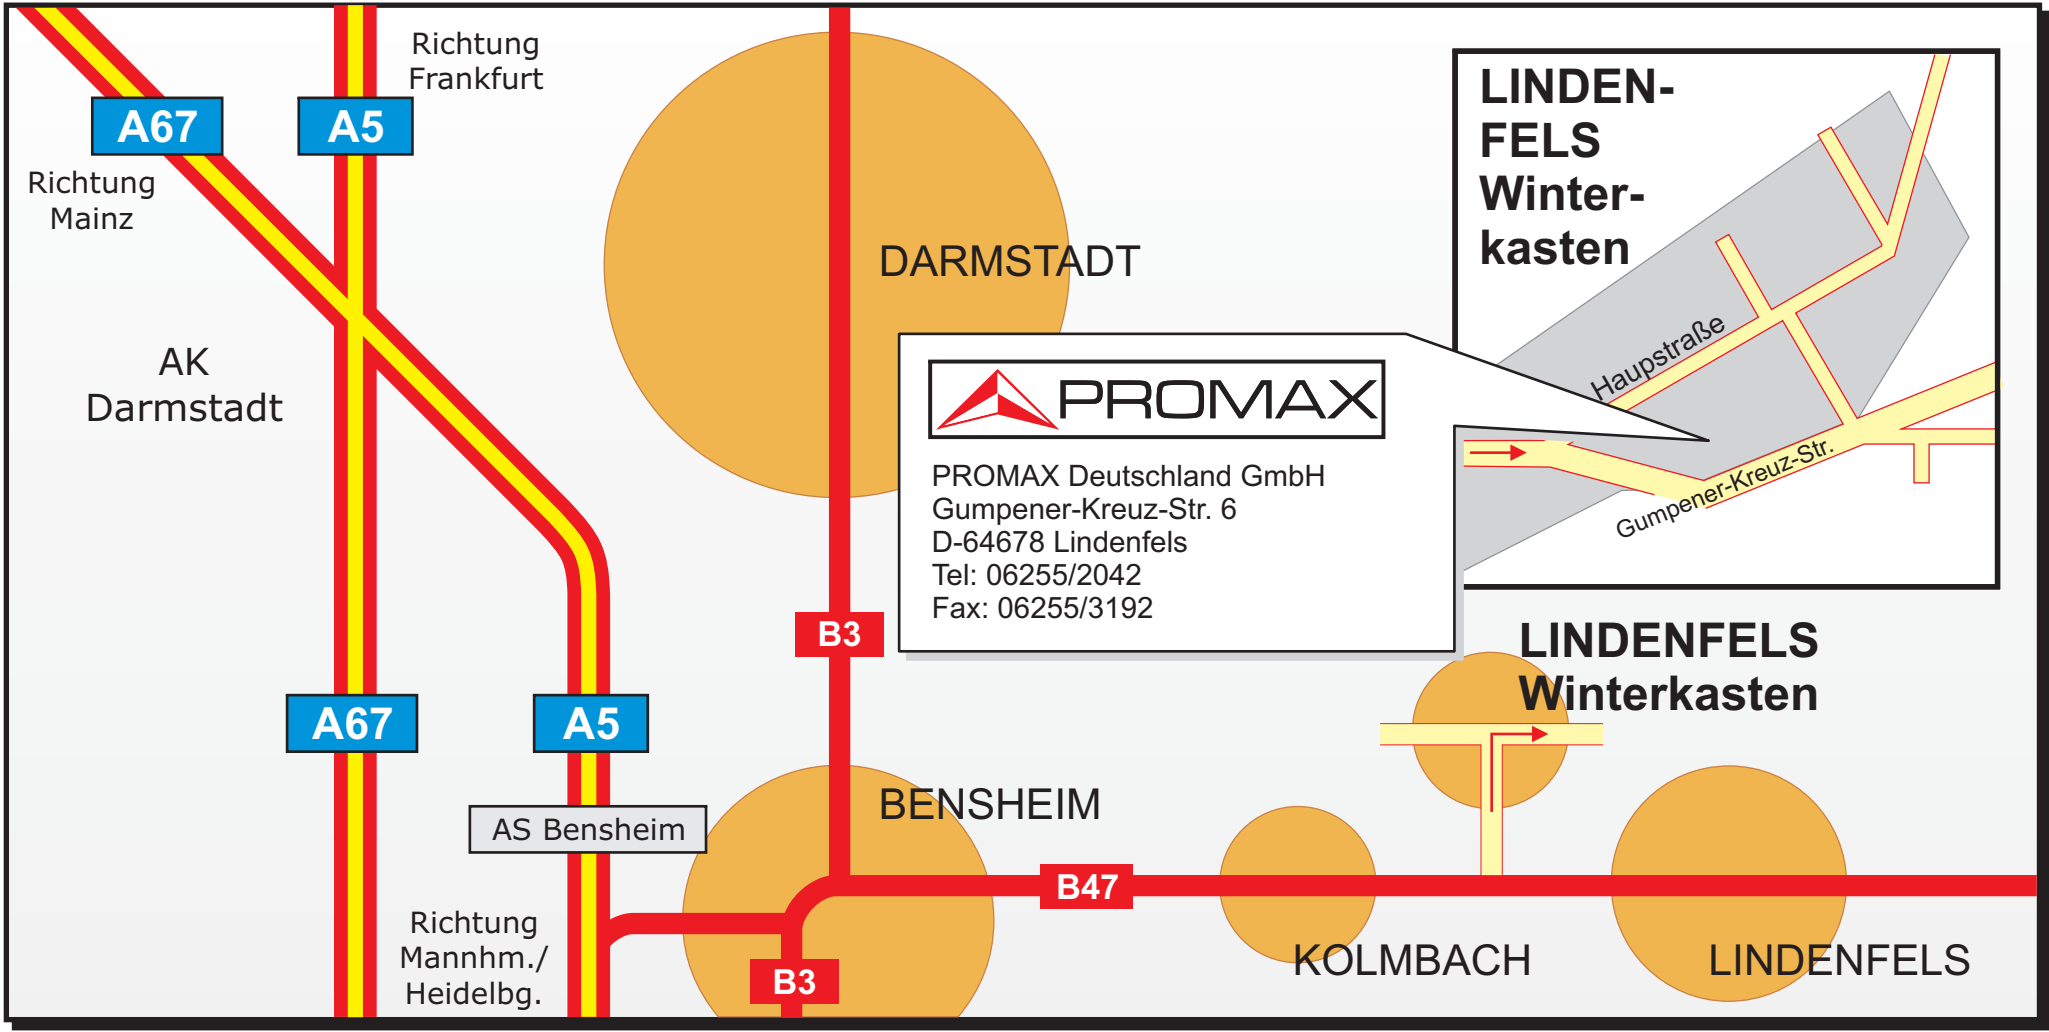 Richtung
Frankfurt
A67
A5
Richtung
Mainz
AK
Darmstadt
DARMSTADT
LINDEN-
FELS
Winter-
kasten
Haupstraße
Gumpener-Kreuz-Str.
PROMAX
PROMAX Deutschland GmbH
Gumpener-Kreuz-Str. 6
D-64678 Lindenfels
Tel: 06255/2042
Fax: 06255/3192
B3
LINDENFELS
Winterkasten
A67
A5
AS Bensheim
BENSHEIM
B47
Richtung
Mannhm./
Heidelbg.
B3
KOLMBACH
LINDENFELS